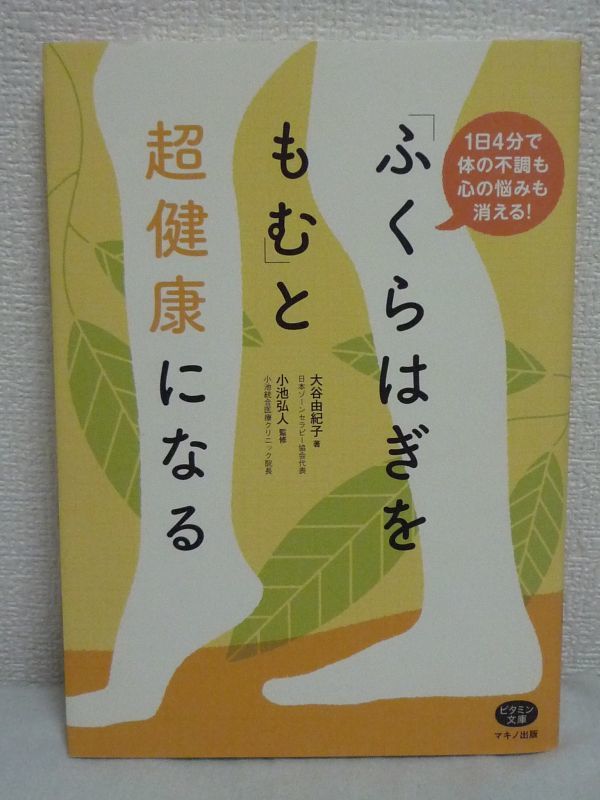 「ふくらはぎを
もむ」と
超健康になる
1日4分で
体の不調も
心の悩みも
消える!
大谷由紀子 著
日本ゾーンセラピー協会代表
小池弘人 監修
小池統合医療クリニック院長
ビタミン
文庫
マキノ出版